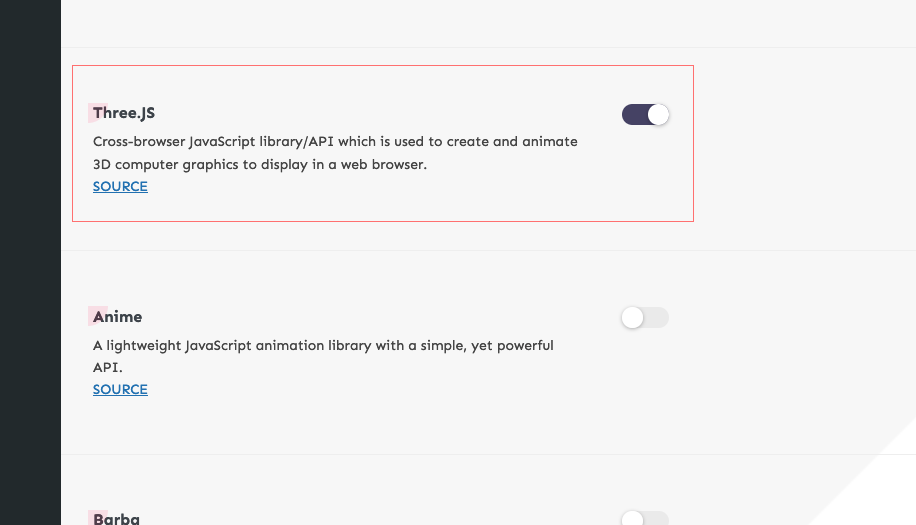 Three.JS
Cross-browser JavaScript library/API which is used to create and animate
3D computer graphics to display in a web browser.
SOURCE
Anime
A lightweight JavaScript animation library with a simple, yet powerful
API.
SOURCE
Barba